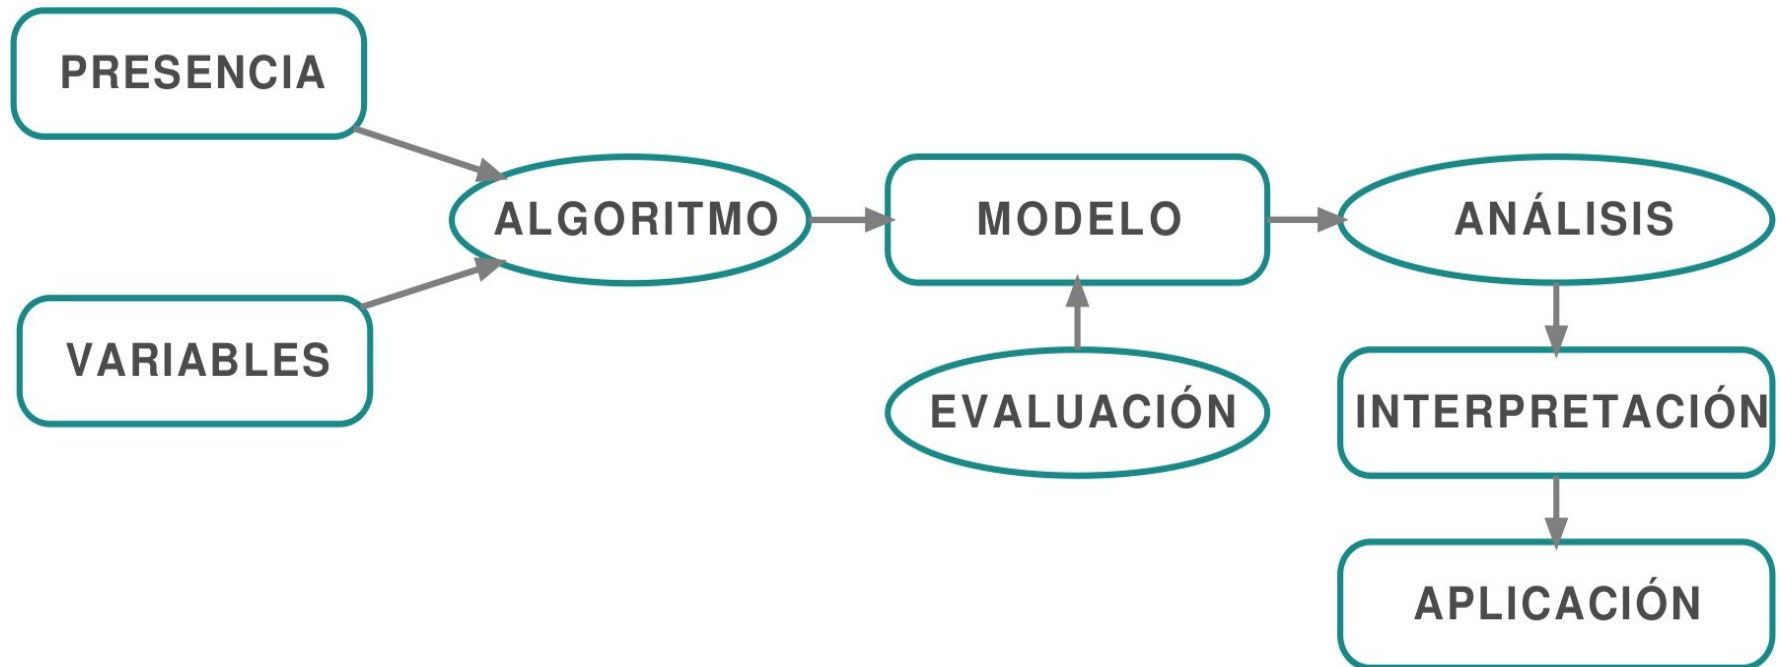 PRESENCIA
VARIABLES
ALGORITMO
MODELO
EVALUACIÓN
ANÁLISIS
INTERPRETACIÓN
APLICACIÓN